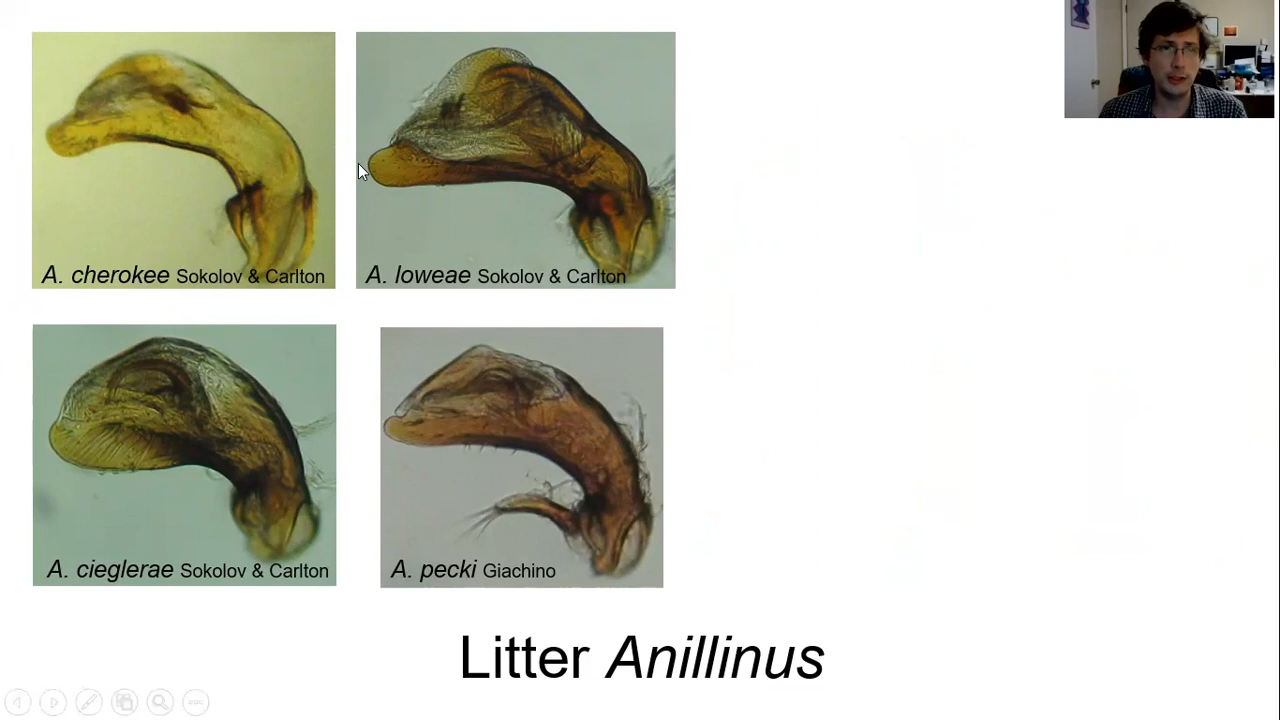 A. cherokee Sokolov & Carlton
A. loweae Sokolov & Carlton
A. cieglerae Sokolov & Carlton
A. pecki Giachino
Litter Anillinus